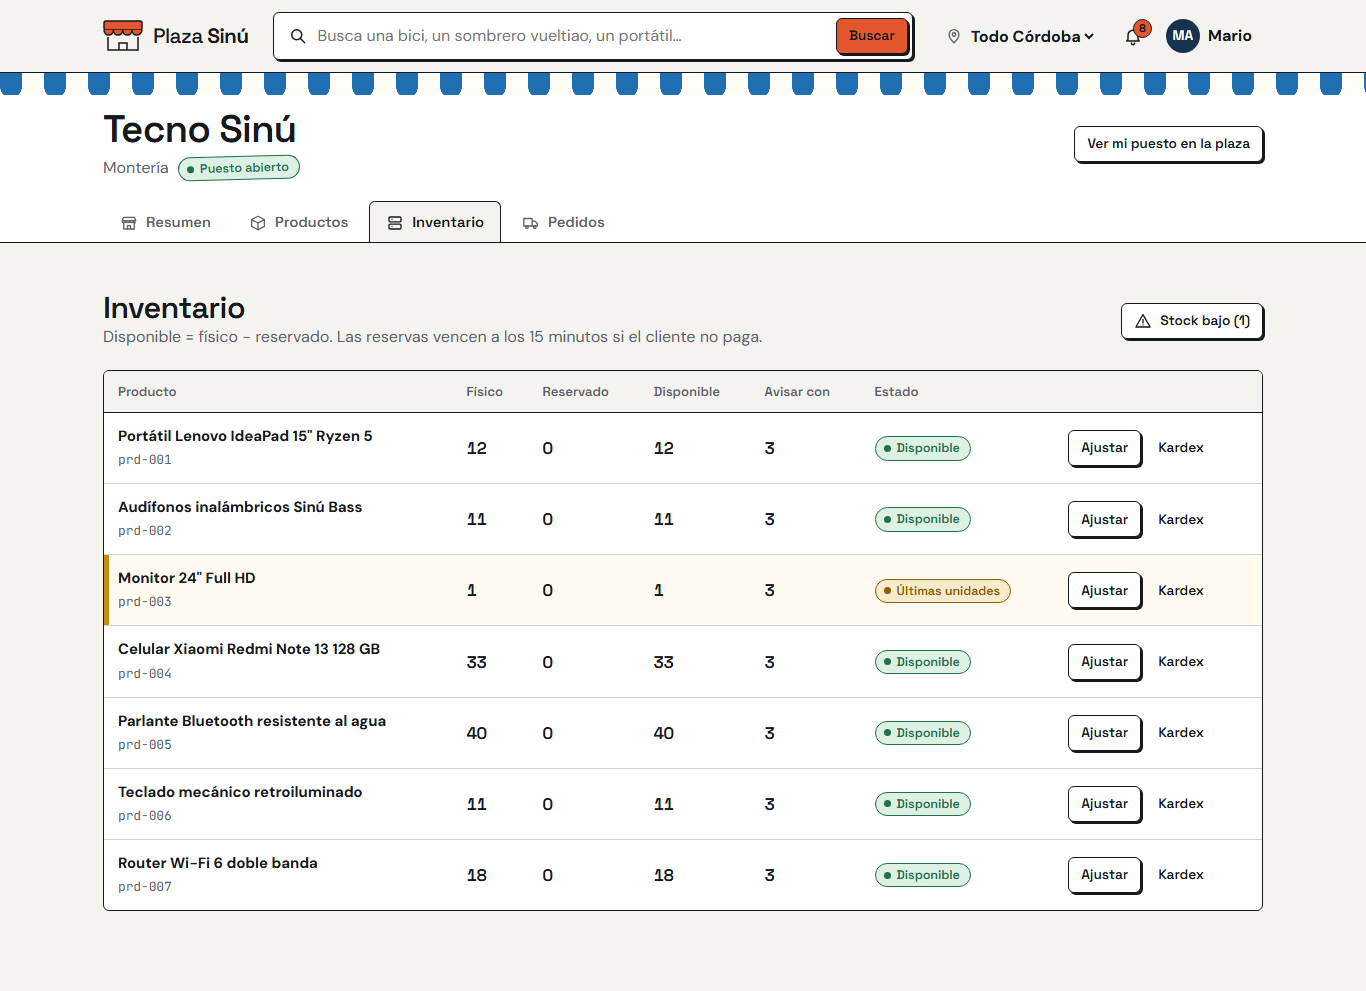 Plaza Sinú
Busca una bici, un sombrero vueltiao, un portátil...
Buscar
Todo Córdoba
8
MA
Mario
Tecno Sinú
Montería
Puesto abierto
Ver mi puesto en la plaza
Resumen
Productos
Inventario
Pedidos
Inventario
Disponible = físico − reservado. Las reservas vencen a los 15 minutos si el cliente no paga.
Stock bajo (1)
Producto Físico Reservado Disponible Avisar con Estado
Portátil Lenovo IdeaPad 15" Ryzen 5
prd-001
12 0 12 3 Disponible Ajustar Kardex
Audífonos inalámbricos Sinú Bass
prd-002
11 0 11 3 Disponible Ajustar Kardex
Monitor 24" Full HD
prd-003
1 0 1 3 Últimas unidades Ajustar Kardex
Celular Xiaomi Redmi Note 13 128 GB
prd-004
33 0 33 3 Disponible Ajustar Kardex
Parlante Bluetooth resistente al agua
prd-005
40 0 40 3 Disponible Ajustar Kardex
Teclado mecánico retroiluminado
prd-006
11 0 11 3 Disponible Ajustar Kardex
Router Wi-Fi 6 doble banda
prd-007
18 0 18 3 Disponible Ajustar Kardex